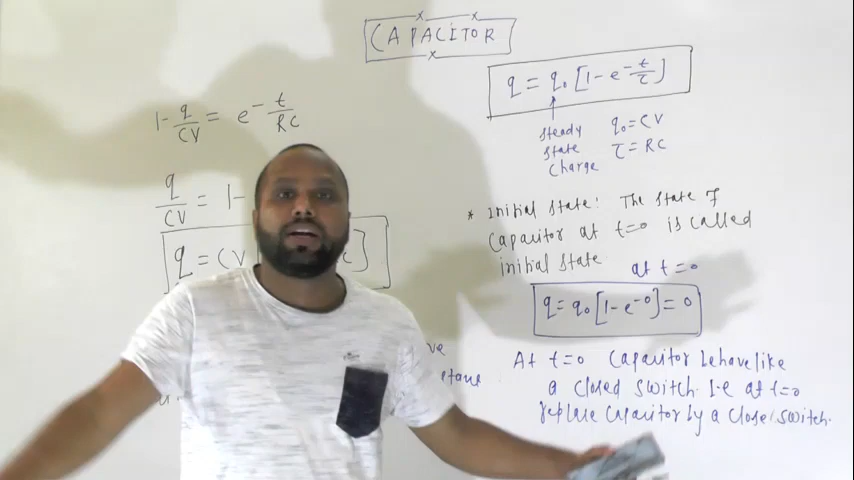 CAPACITOR
1-q/CV = e^-t/RC
q/CV = 1-
q = CV
q = q₀ [1-e^-t/τ]
Steady q₀=CV
State τ=RC
Charge
* Initial State: The State of
Capacitor at t=0 is called
initial State
at t=0
q=q₀[1-e^-0]=0
At t=0 Capacitor behave like
a closed switch. I.e at t=0
replace Capacitor by a close switch.